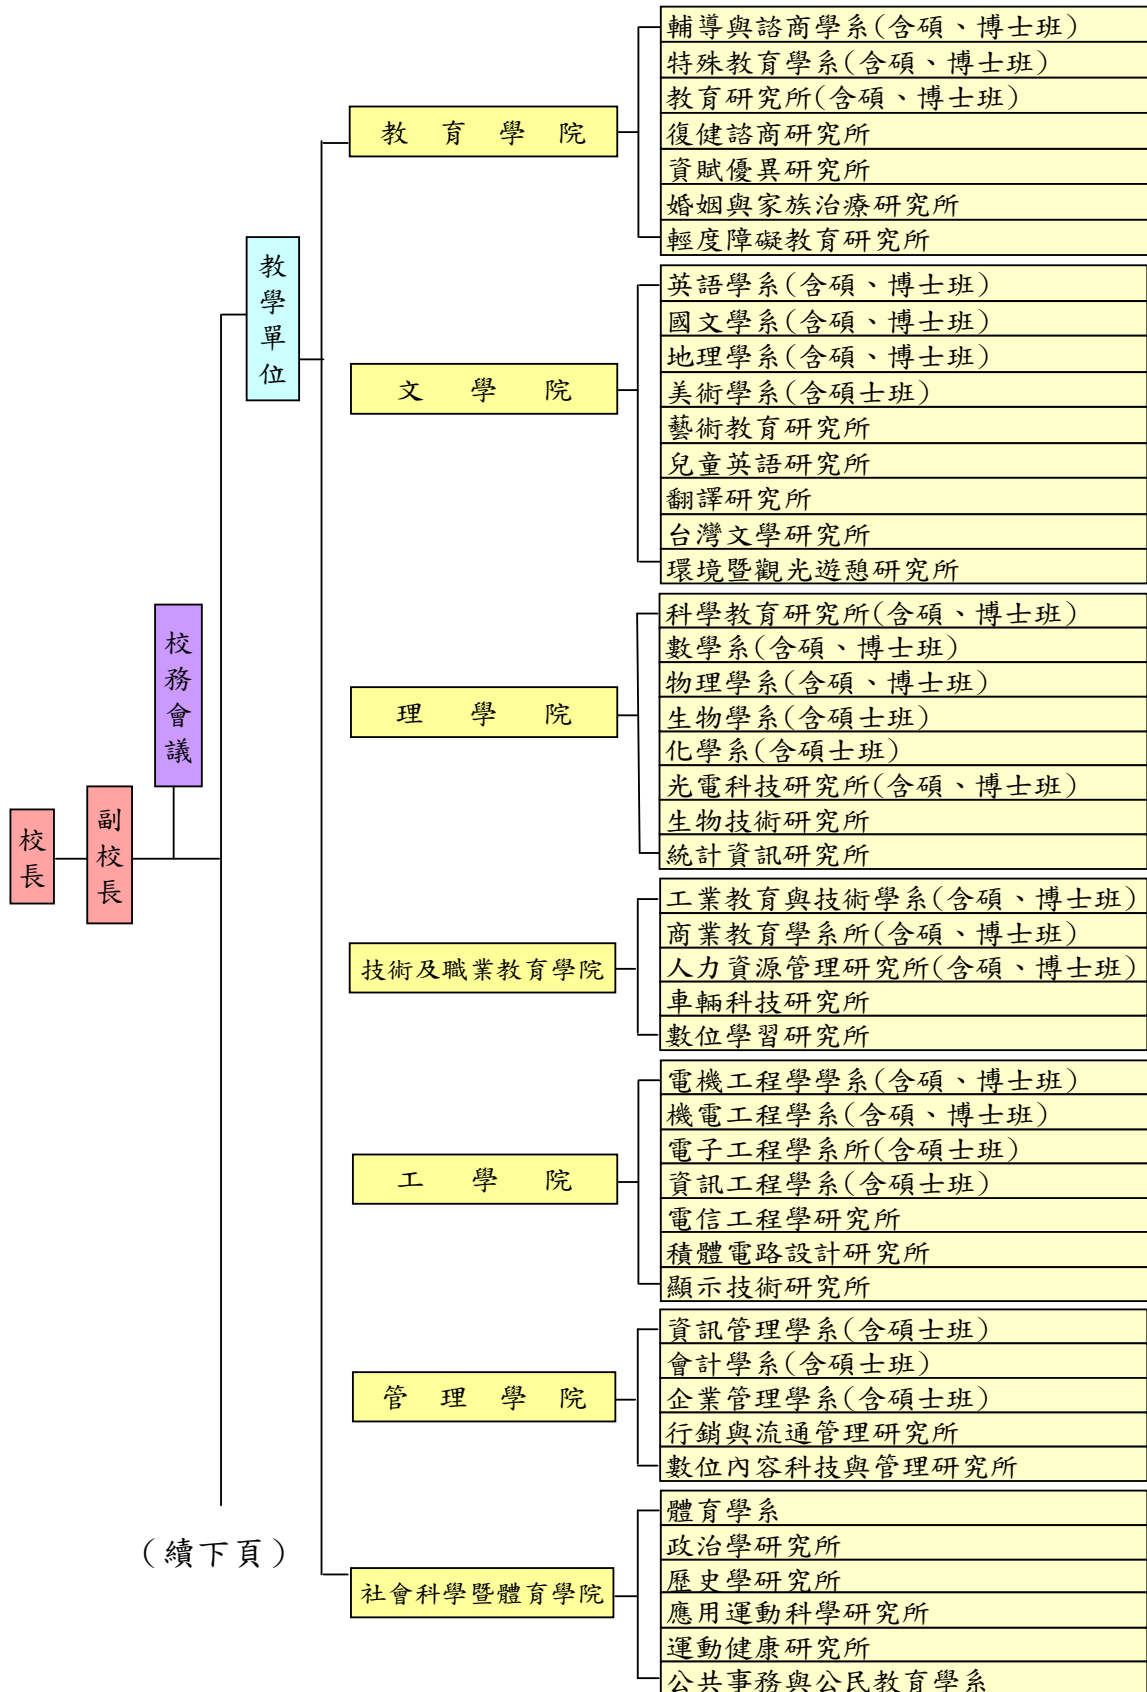 校長
副校長
校務會議
教學單位
教育學院
輔導與諮商學系(含碩、博士班)
特殊教育學系(含碩、博士班)
教育研究所(含碩、博士班)
復健諮商研究所
資賦優異研究所
婚姻與家族治療研究所
輕度障礙教育研究所
文學院
英語學系(含碩、博士班)
國文學系(含碩、博士班)
地理學系(含碩、博士班)
美術學系(含碩士班)
藝術教育研究所
兒童英語研究所
翻譯研究所
台灣文學研究所
環境暨觀光遊憩研究所
理學院
科學教育研究所(含碩、博士班)
數學系(含碩、博士班)
物理學系(含碩、博士班)
生物學系(含碩士班)
化學系(含碩士班)
光電科技研究所(含碩、博士班)
生物技術研究所
統計資訊研究所
技術及職業教育學院
工業教育與技術學系(含碩、博士班)
商業教育學系所(含碩、博士班)
人力資源管理研究所(含碩、博士班)
車輛科技研究所
數位學習研究所
工學院
電機工程學學系(含碩、博士班)
機電工程學系(含碩、博士班)
電子工程學系所(含碩士班)
資訊工程學系(含碩士班)
電信工程學研究所
積體電路設計研究所
顯示技術研究所
管理學院
資訊管理學系(含碩士班)
會計學系(含碩士班)
企業管理學系(含碩士班)
行銷與流通管理研究所
數位內容科技與管理研究所
社會科學暨體育學院
體育學系
政治學研究所
歷史學研究所
應用運動科學研究所
運動健康研究所
公共事務與公民教育學系
（續下頁）